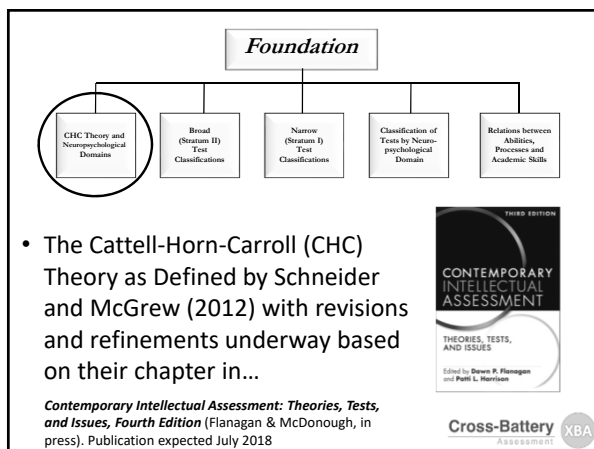 Foundation
CHC Theory and
Neuropsychological
Domains
Broad
(Stratum II)
Test
Classifications
Narrow
(Stratum I)
Test
Classifications
Classification of
Tests by Neuro-
psychological
Domain
Relations between
Abilities,
Processes and
Academic Skills
• The Cattell-Horn-Carroll (CHC)
Theory as Defined by Schneider
and McGrew (2012) with revisions
and refinements underway based
on their chapter in…
Contemporary Intellectual Assessment: Theories, Tests,
and Issues, Fourth Edition (Flanagan & McDonough, in
press). Publication expected July 2018
THIRD EDITION
CONTEMPORARY
INTELLECTUAL
ASSESSMENT
THEORIES, TESTS,
AND ISSUES
Edited by Dawn P. Flanagan
and Patti L. Harrison
Cross-Battery
Assessment
XBA